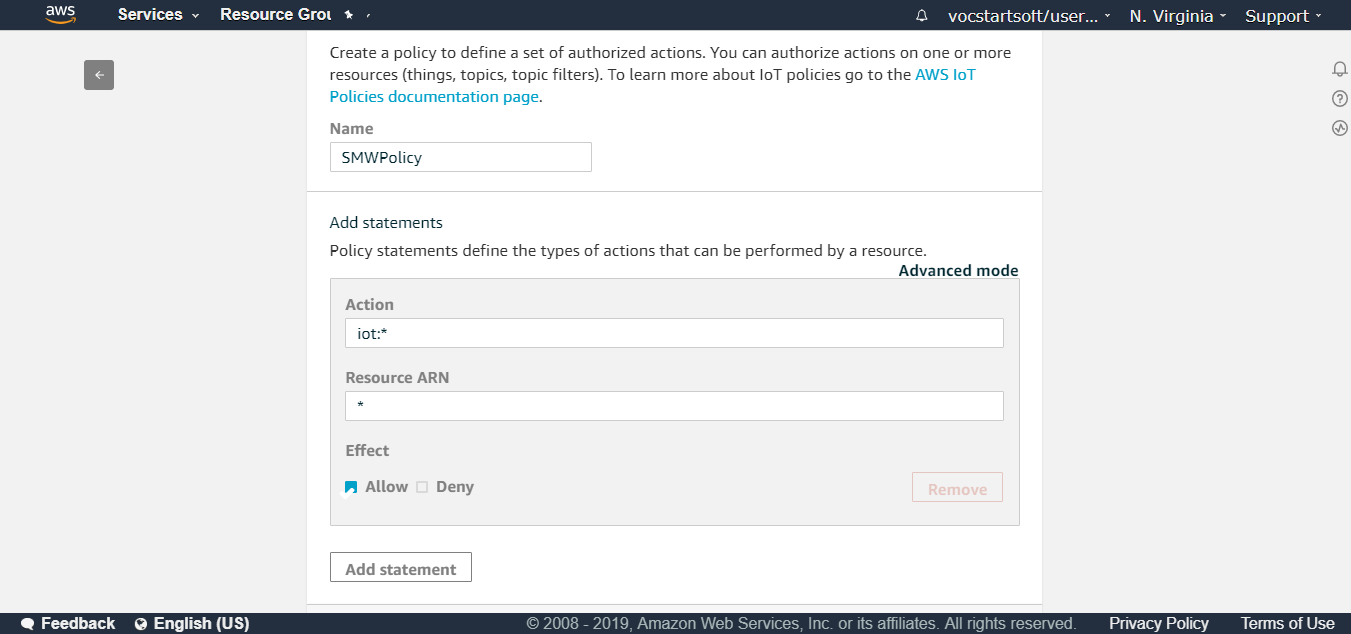 aws Services Resource Grou vocstartsoft/user... N. Virginia Support
Create a policy to define a set of authorized actions. You can authorize actions on one or more
resources (things, topics, topic filters). To learn more about IoT policies go to the AWS IoT
Policies documentation page.
Name
SMWPolicy
Add statements
Policy statements define the types of actions that can be performed by a resource.
Advanced mode
Action
iot:*
Resource ARN
*
Effect
Allow Deny
Remove
Add statement
Feedback English (US) © 2008 - 2019, Amazon Web Services, Inc. or its affiliates. All rights reserved. Privacy Policy Terms of Use